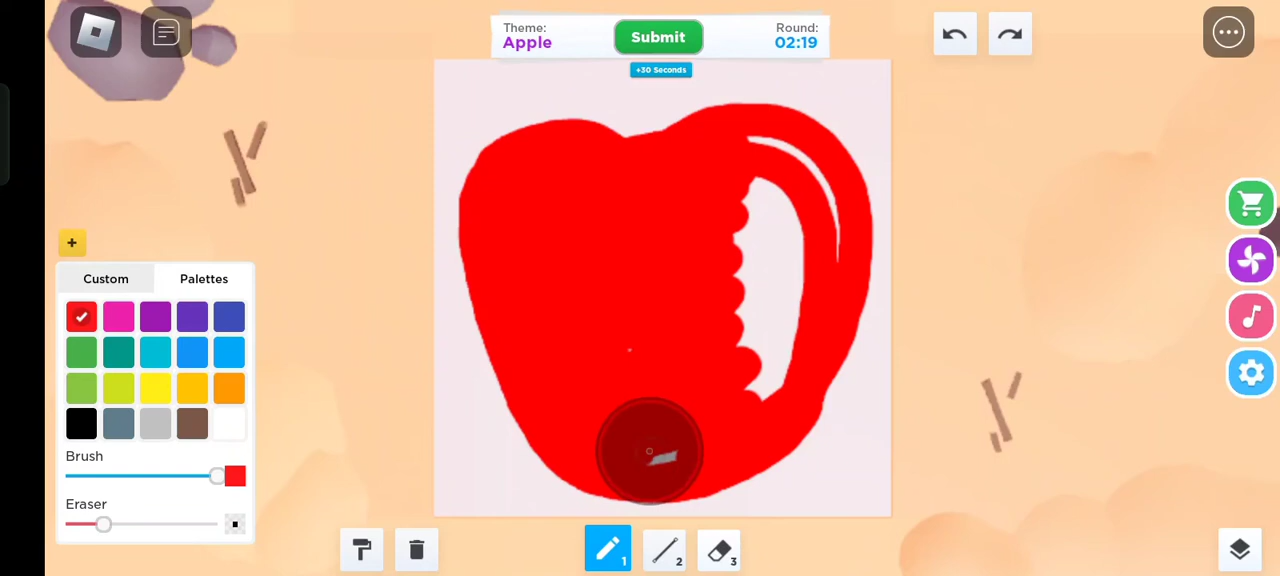 Theme:
Apple
Submit
Round:
02:19
+30 Seconds
+
Custom
Palettes
Brush
Eraser
1
2
3